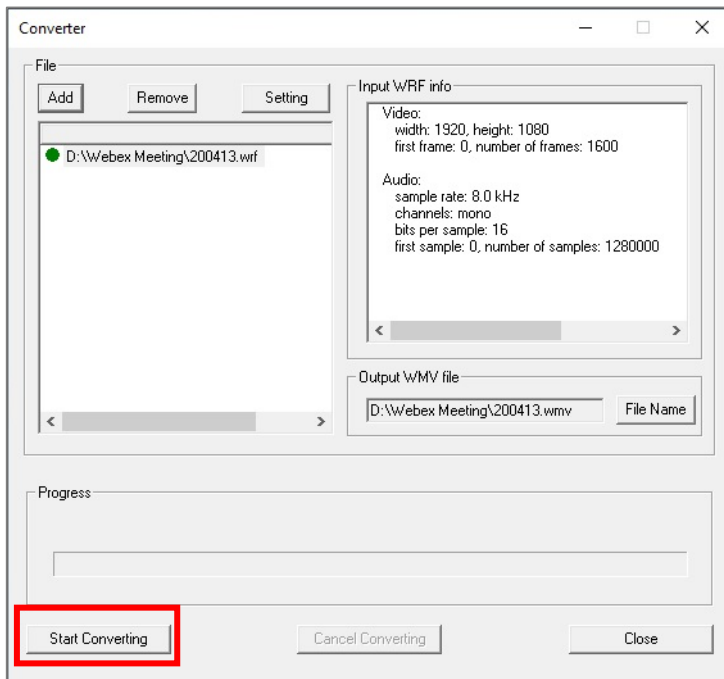 Converter
File
Add Remove Setting
D:\Webex Meeting\200413.wrf
Input WRF info
Video:
width: 1920, height: 1080
first frame: 0, number of frames: 1600
Audio:
sample rate: 8.0 kHz
channels: mono
bits per sample: 16
first sample: 0, number of samples: 1280000
Output WMV file
D:\Webex Meeting\200413.wmv File Name
Progress
Start Converting Cancel Converting Close